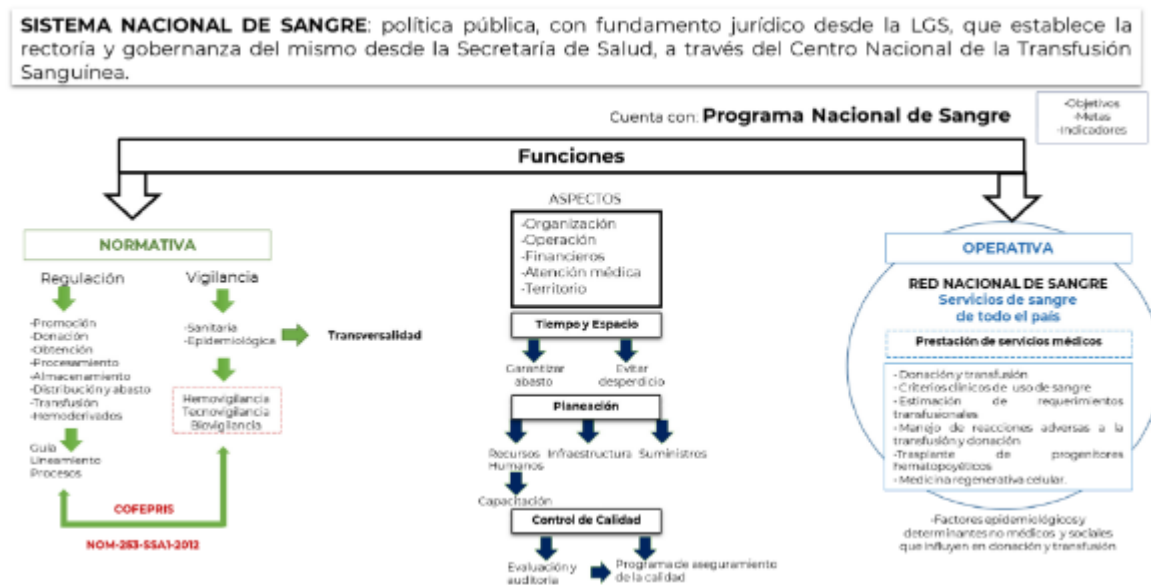 SISTEMA NACIONAL DE SANGRE: política pública, con fundamento jurídico desde la LGS, que establece la
rectoría y gobernanza del mismo desde la Secretaría de Salud, a través del Centro Nacional de la Transfusión
Sanguínea.
Cuenta con: Programa Nacional de Sangre
-Objetivos
-Metas
-Indicadores
Funciones
NORMATIVA
Regulación
-Promoción
-Donación
-Obtención
-Procesamiento
-Almacenamiento
-Distribución y abasto
-Transfusión
-Hemoderivados
Guía
Lineamiento
Procesos
Vigilancia
-Sanitaria
-Epidemiológica
Transversalidad
Hemovigilancia
Tecnovigilancia
Biovigilancia
COFEPRIS
NOM-253-SSA1-2012
ASPECTOS
-Organización
-Operación
-Financieros
-Atención médica
-Territorio
Tiempo y Espacio
Garantizar
abasto
Evitar
desperdicio
Planeación
Recursos
Humanos
Infraestructura
Suministros
Capacitación
Control de Calidad
Evaluación y
auditoria
Programa de aseguramiento
de la calidad
OPERATIVA
RED NACIONAL DE SANGRE
Servicios de sangre
de todo el país
Prestación de servicios médicos
-Donación y transfusión
-Criterios clínicos de uso de sangre
-Estimación de requerimientos
transfusionales
-Manejo de reacciones adversas a la
transfusión y donación
-Trasplante de progenitores
hematopoyéticos
-Medicina regenerativa celular.
-Factores epidemiológicos y
determinantes no médicos y sociales
que influyen en donación y transfusión